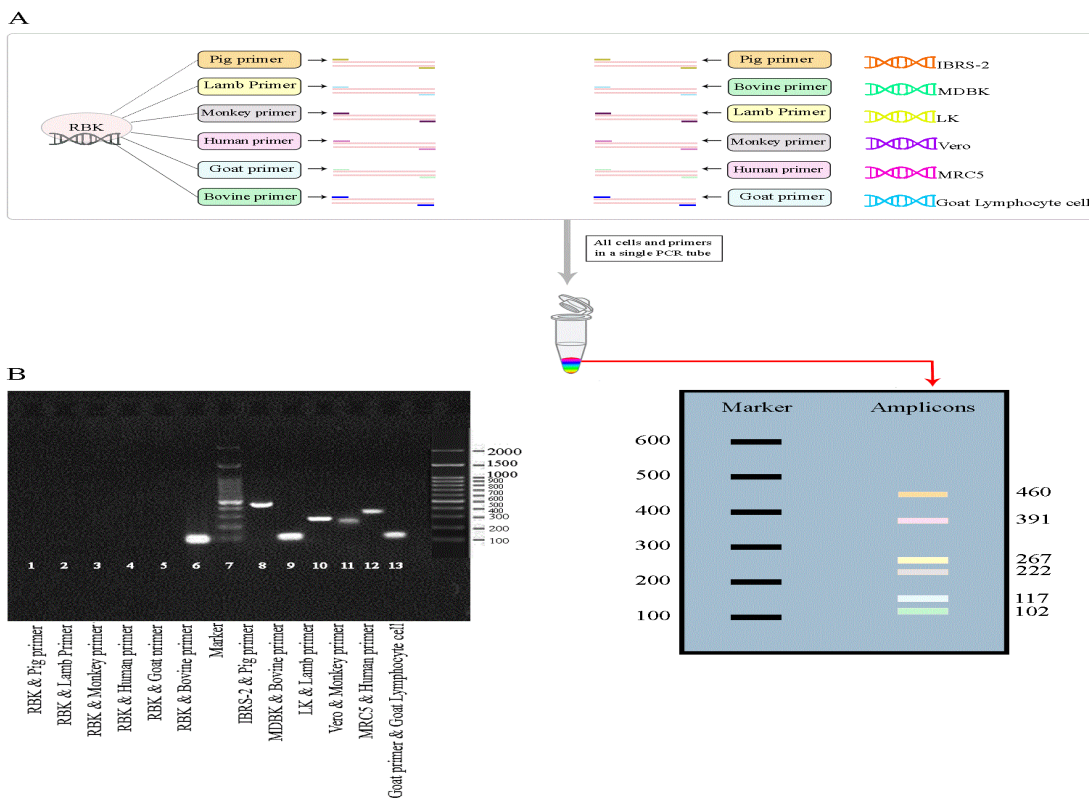 A
RBK
Pig primer
Lamb Primer
Monkey primer
Human primer
Goat primer
Bovine primer
Pig primer
Bovine primer
Lamb Primer
Monkey primer
Human primer
Goat primer
IBRS-2
MDBK
LK
Vero
MRC5
Goat Lymphocyte cell
All cells and primers
in a single PCR tube
B
2000
1500
1000
900
800
700
600
500
400
300
200
100
1 2 3 4 5 6 7 8 9 10 11 12 13
RBK & Pig primer
RBK & Lamb Primer
RBK & Monkey primer
RBK & Human primer
RBK & Goat primer
RBK & Bovine primer
Marker
IBRS-2 & Pig primer
MDBK & Bovine primer
LK & Lamb primer
Vero & Monkey primer
MRC5 & Human primer
Goat primer & Goat Lymphocyte cell
Marker Amplicons
600
500
400
300
200
100
460
391
267
222
117
102